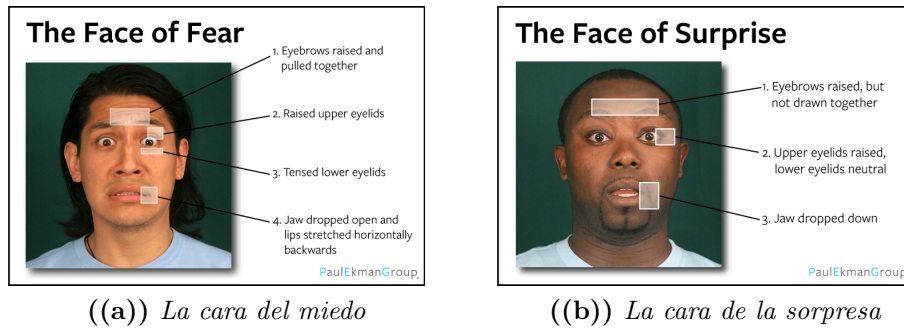 The Face of Fear
1. Eyebrows raised and
pulled together
2. Raised upper eyelids
3. Tensed lower eyelids
4. Jaw dropped open and
lips stretched horizontally
backwards
PaulEkmanGroup
((a)) La cara del miedo
The Face of Surprise
1. Eyebrows raised, but
not drawn together
2. Upper eyelids raised,
lower eyelids neutral
3. Jaw dropped down
PaulEkmanGroup
((b)) La cara de la sorpresa